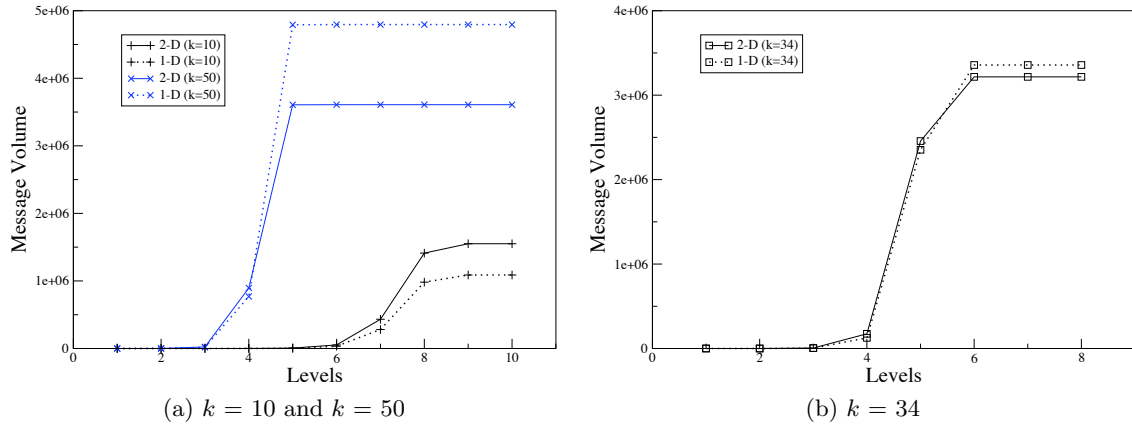 5e+06
4e+06
3e+06
2e+06
1e+06
0
Message Volume
2-D (k=10)
1-D (k=10)
2-D (k=50)
1-D (k=50)
0 2 4 6 8 10
Levels
(a) k = 10 and k = 50
4e+06
3e+06
2e+06
1e+06
0
Message Volume
2-D (k=34)
1-D (k=34)
0 2 4 6 8
Levels
(b) k = 34